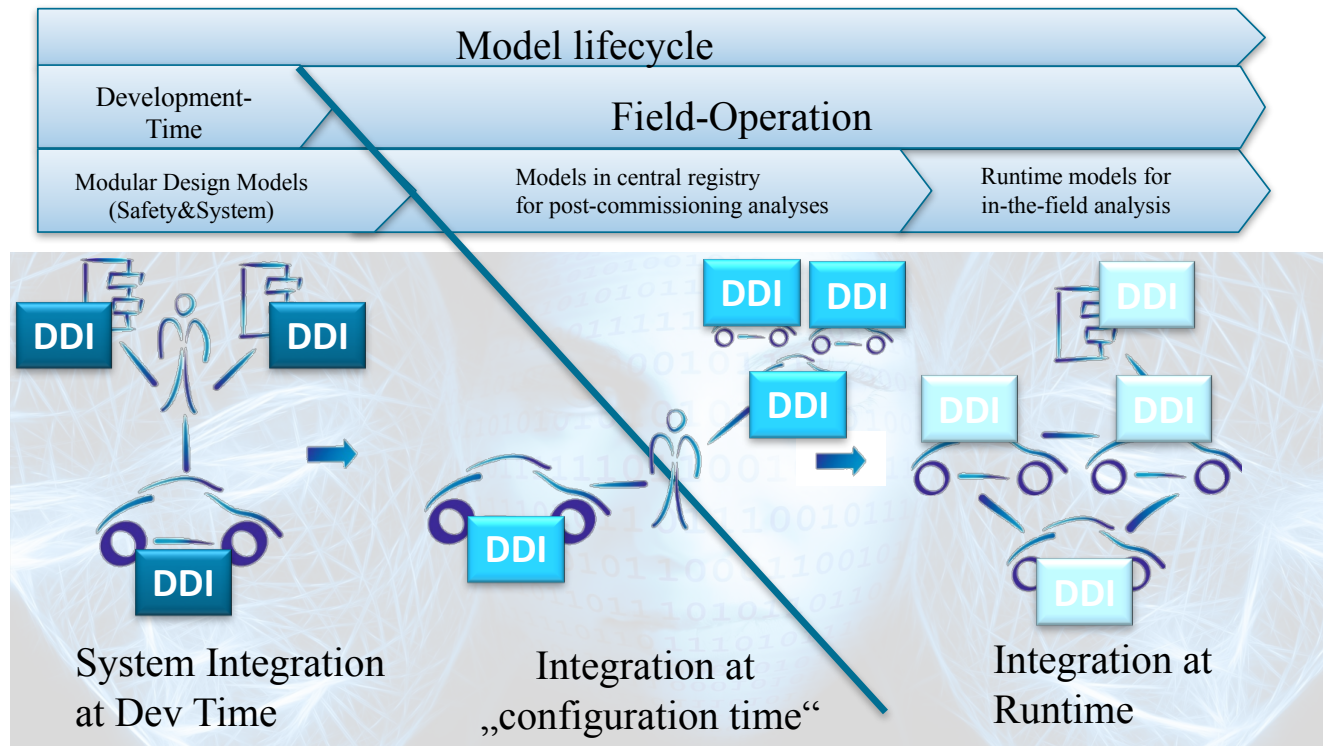 Model lifecycle
Development-
Time
Field-Operation
Modular Design Models
(Safety&System)
Models in central registry
for post-commissioning analyses
Runtime models for
in-the-field analysis
DDI
DDI
DDI
DDI
DDI
DDI
DDI
DDI
DDI
DDI
DDI
System Integration
at Dev Time
Integration at
„configuration time“
Integration at
Runtime